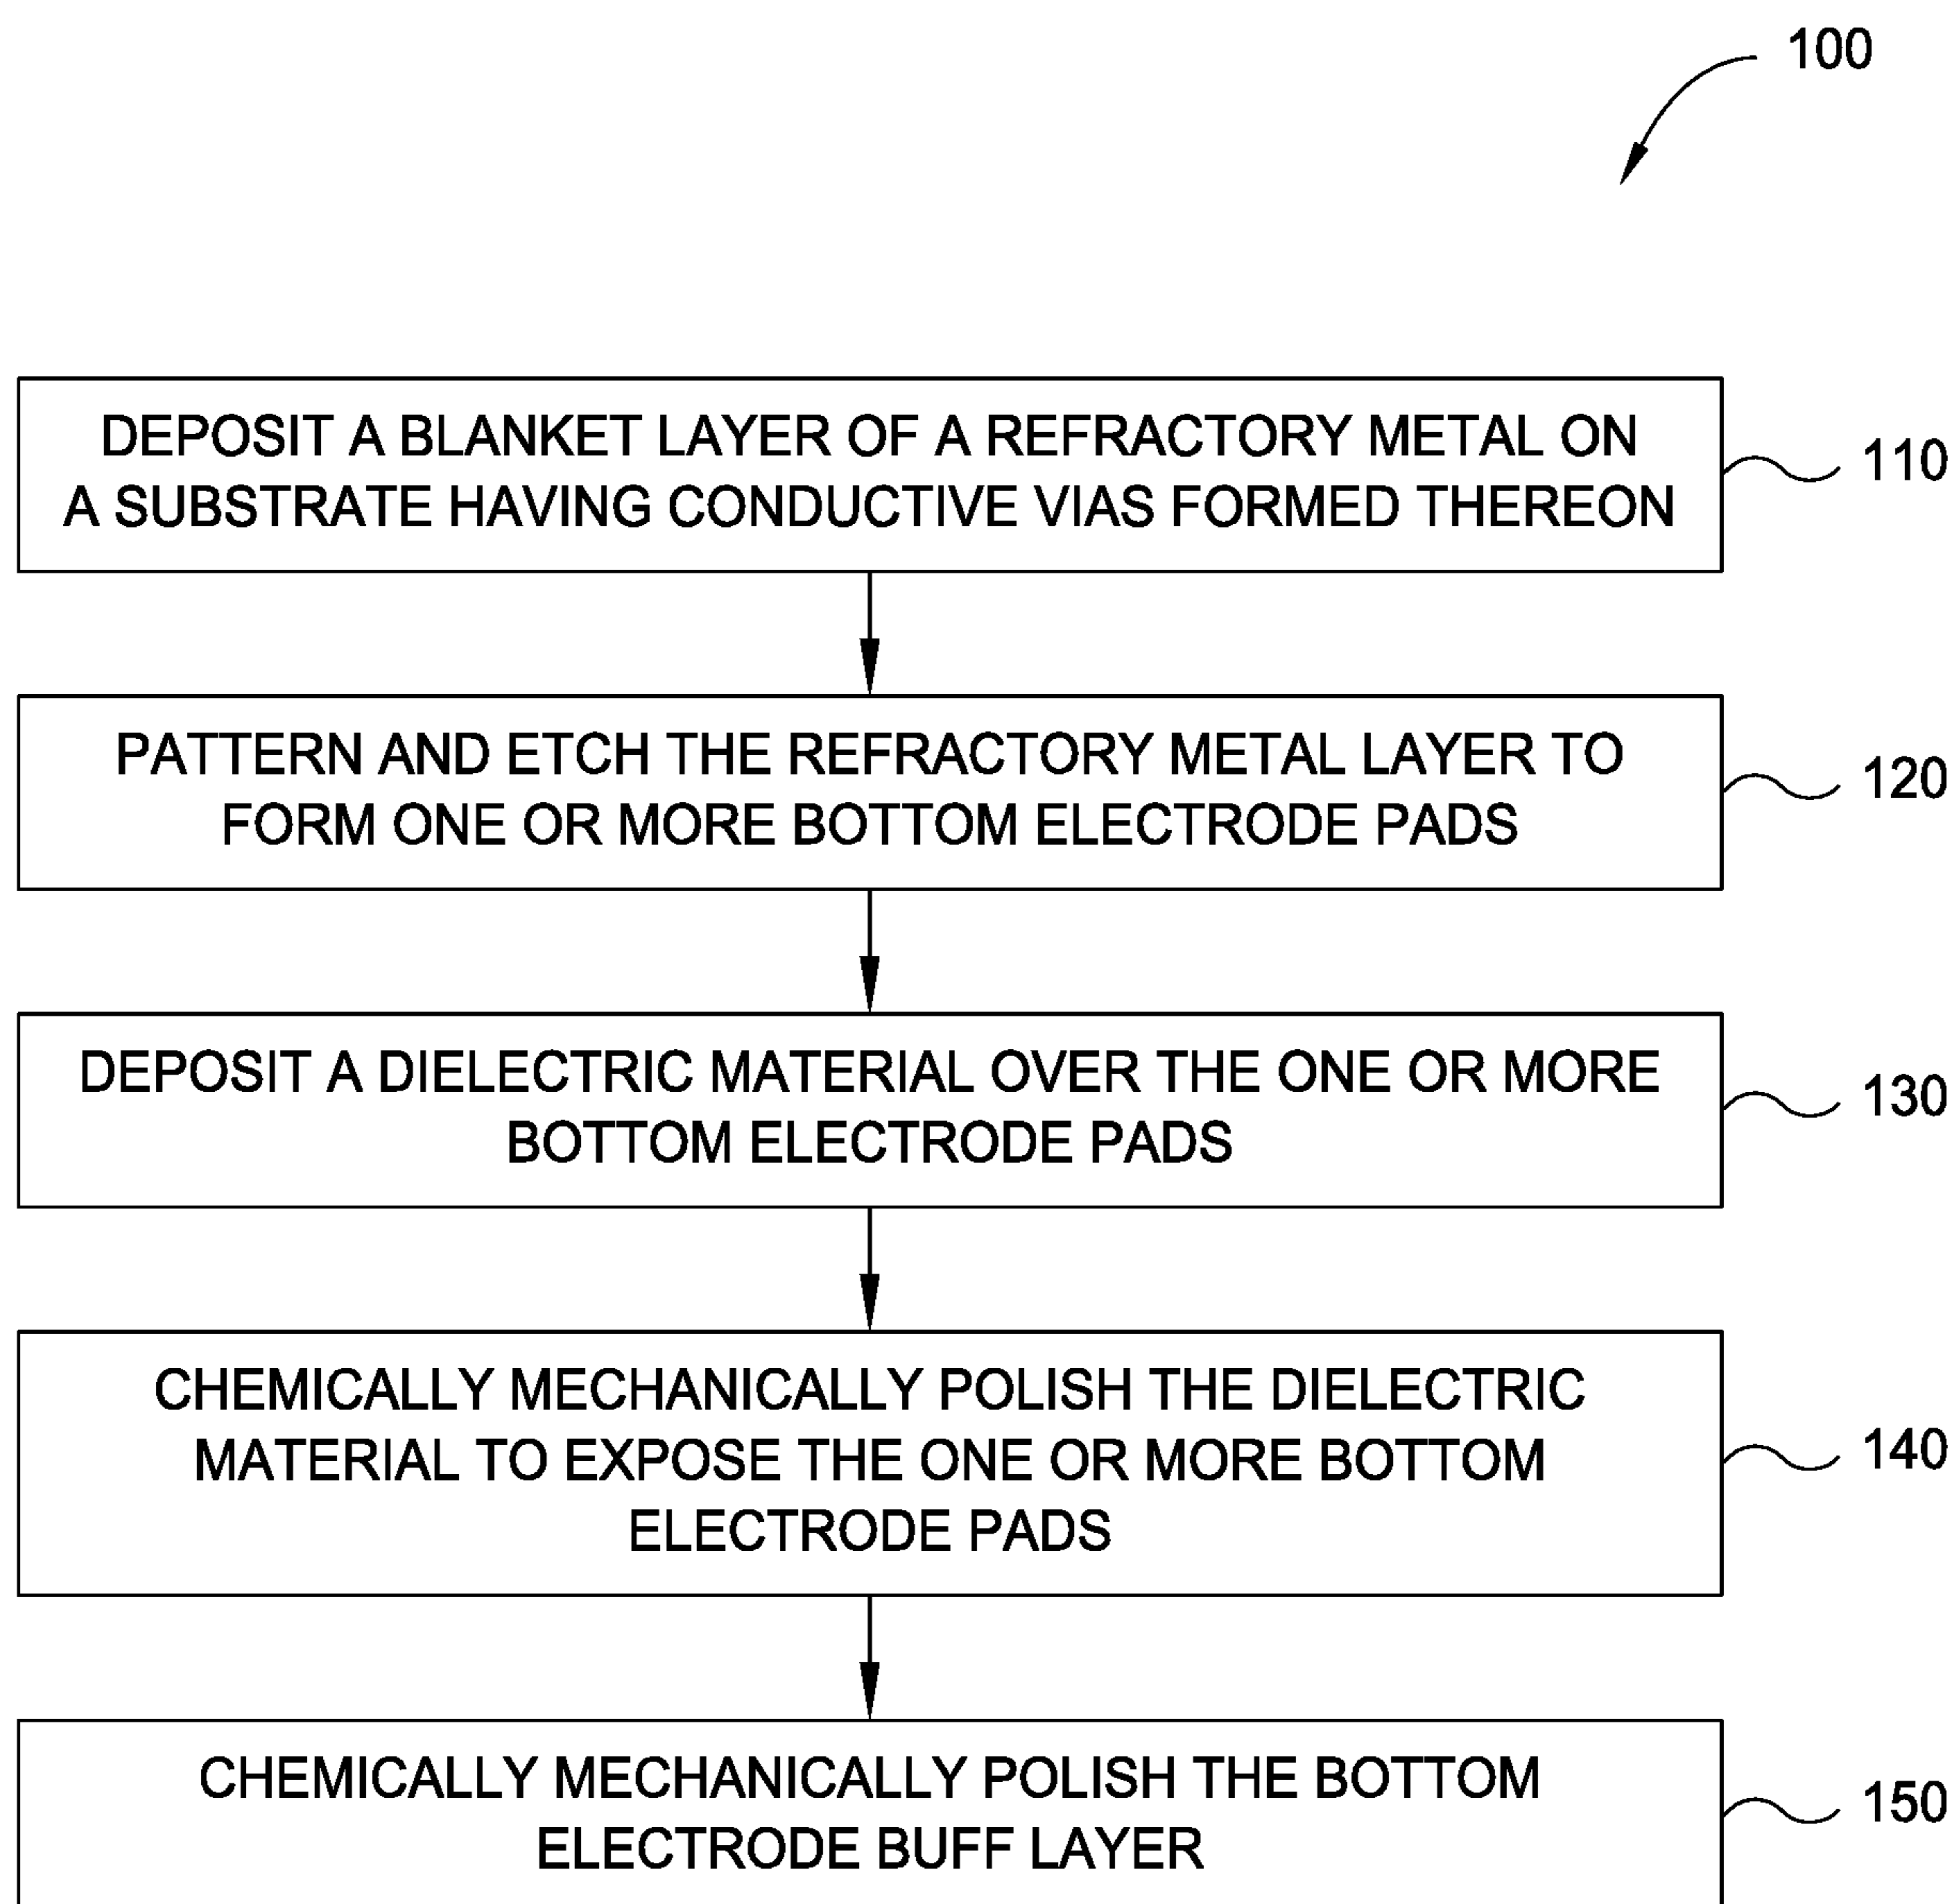 100
DEPOSIT A BLANKET LAYER OF A REFRACTORY METAL ON
A SUBSTRATE HAVING CONDUCTIVE VIAS FORMED THEREON
110
PATTERN AND ETCH THE REFRACTORY METAL LAYER TO
FORM ONE OR MORE BOTTOM ELECTRODE PADS
120
DEPOSIT A DIELECTRIC MATERIAL OVER THE ONE OR MORE
BOTTOM ELECTRODE PADS
130
CHEMICALLY MECHANICALLY POLISH THE DIELECTRIC
MATERIAL TO EXPOSE THE ONE OR MORE BOTTOM
ELECTRODE PADS
140
CHEMICALLY MECHANICALLY POLISH THE BOTTOM
ELECTRODE BUFF LAYER
150